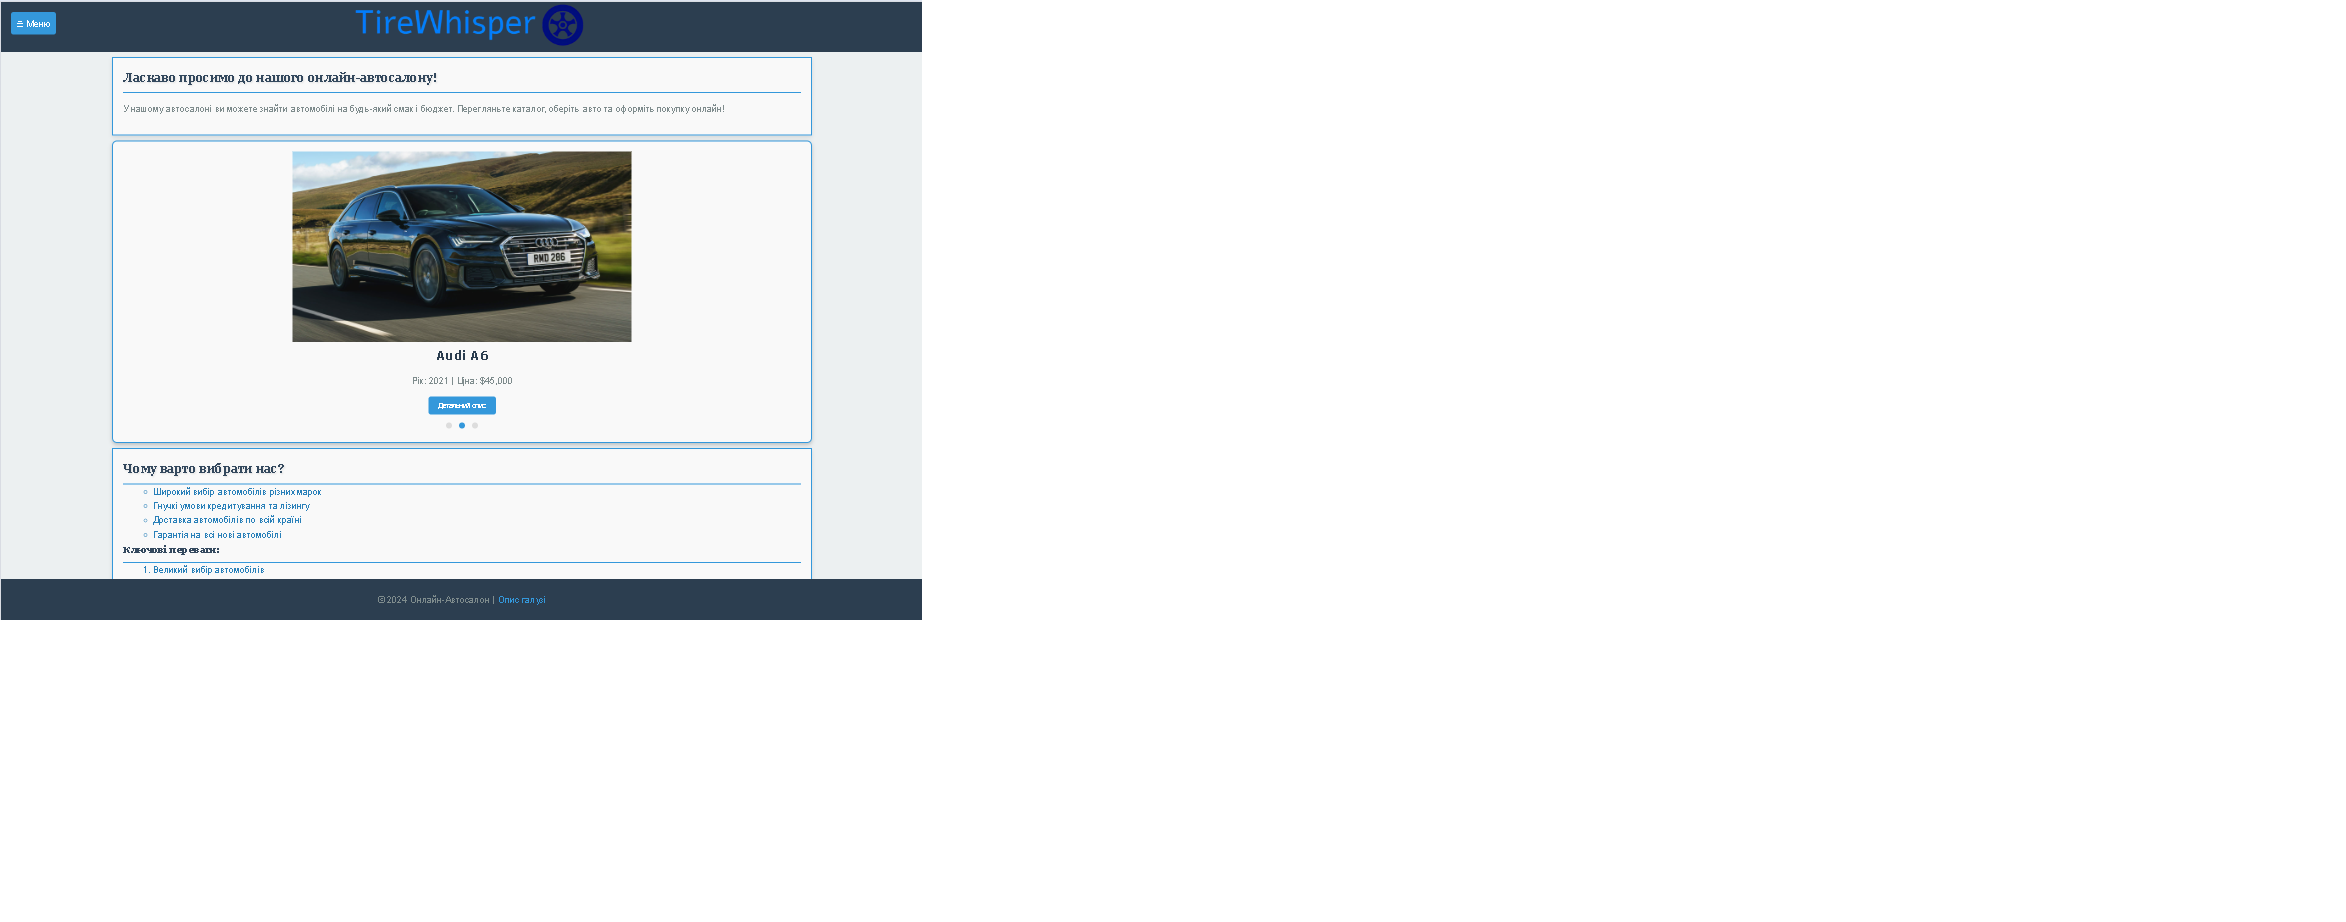 ☰ Меню
TireWhisper
Ласкаво просимо до нашого онлайн-автосалону!
У нашому автосалоні ви можете знайти автомобілі на будь-який смак і бюджет. Перегляньте каталог, оберіть авто та оформіть покупку онлайн!
RMD 286
Audi A6
Рік: 2021 | Ціна: $45,000
Детальний опис
Чому варто вибрати нас?
Широкий вибір автомобілів різних марок
Гнучкі умови кредитування та лізингу
Доставка автомобілів по всій країні
Гарантія на всі нові автомобілі
Ключові переваги:
1. Великий вибір автомобілів
© 2024 Онлайн-Автосалон | Опис галузі